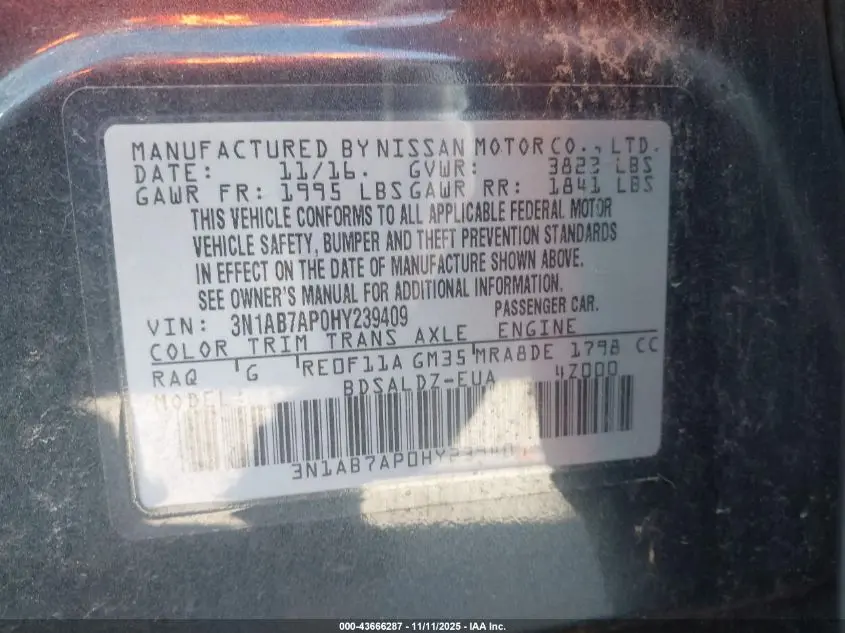 MANUFACTURED BY NISSAN MOTOR CO., LTD.
DATE: 11/16. GVWR: 3823 LBS
GAWR FR: 1995 LBS GAWR RR: 1841 LBS
THIS VEHICLE CONFORMS TO ALL APPLICABLE FEDERAL MOTOR
VEHICLE SAFETY, BUMPER AND THEFT PREVENTION STANDARDS
IN EFFECT ON THE DATE OF MANUFACTURE SHOWN ABOVE.
SEE OWNER'S MANUAL FOR ADDITIONAL INFORMATION.
VIN: 3N1AB7AP0HY239409 PASSENGER CAR.
COLOR TRIM TRANS AXLE ENGINE
RAQ G RE0F11A GM35 MRA8DE 1798 CC
MODEL: BDSALDZ-EUA 4Z000
3N1AB7AP0HY239409
000-43666287 - 11/11/2025 - IAA Inc.